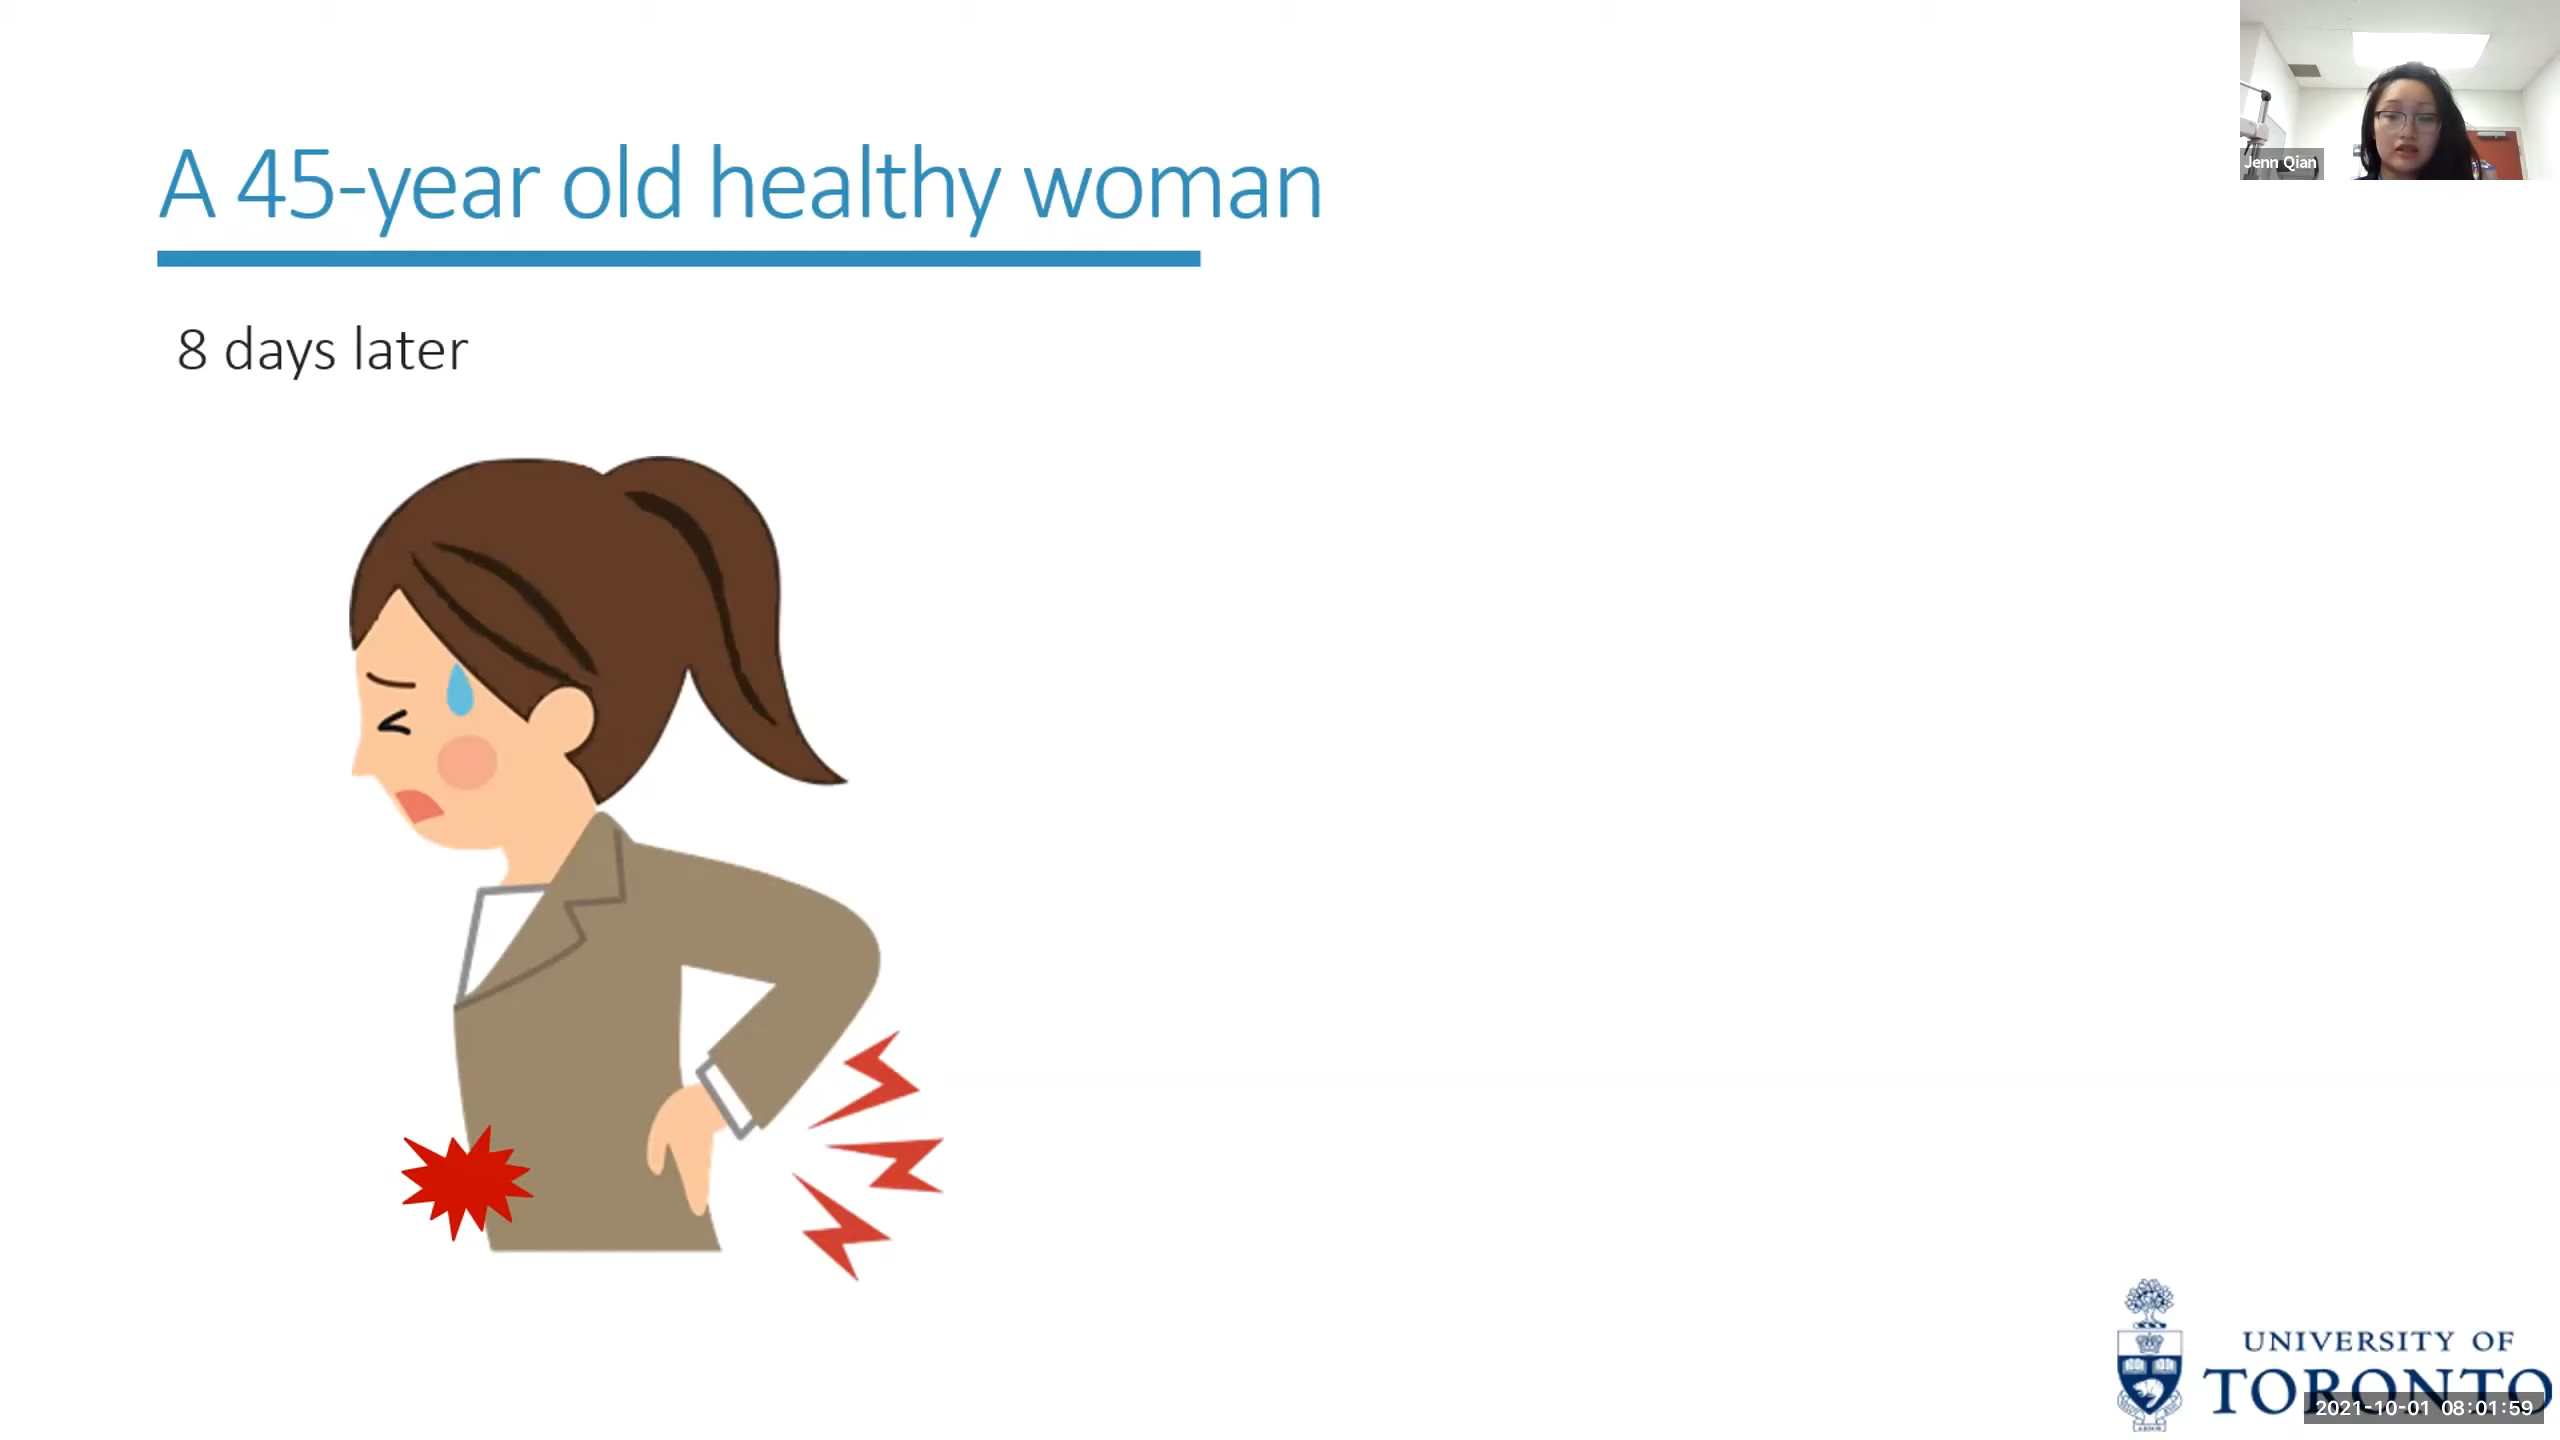 A 45-year old healthy woman
Jenn Qian
8 days later
UNIVERSITY OF
TORONTO
2021-10-01 08:01:59